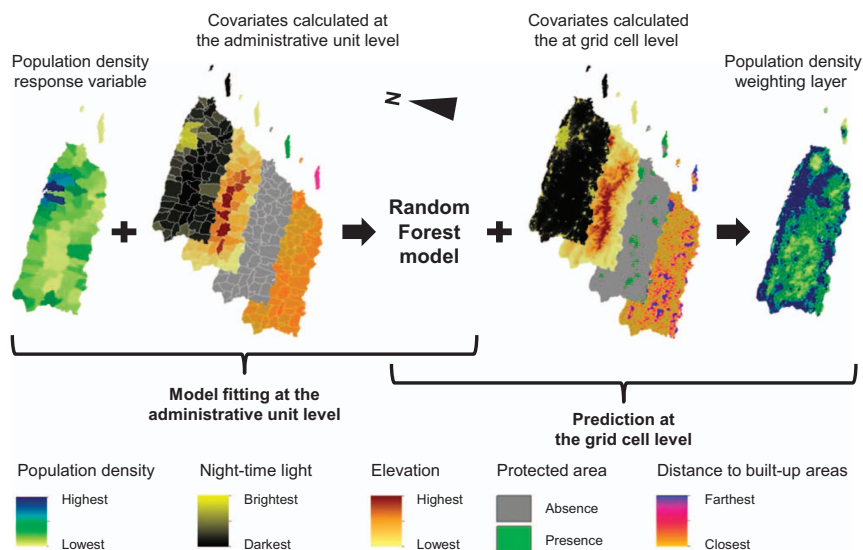 Covariates calculated at
the administrative unit level
Covariates calculated
the at grid cell level
Population density
response variable
Population density
weighting layer
N
Random
Forest
model
Model fitting at the
administrative unit level
Prediction at
the grid cell level
Population density
Highest
Lowest
Night-time light
Brightest
Darkest
Elevation
Highest
Lowest
Protected area
Absence
Presence
Distance to built-up areas
Farthest
Closest